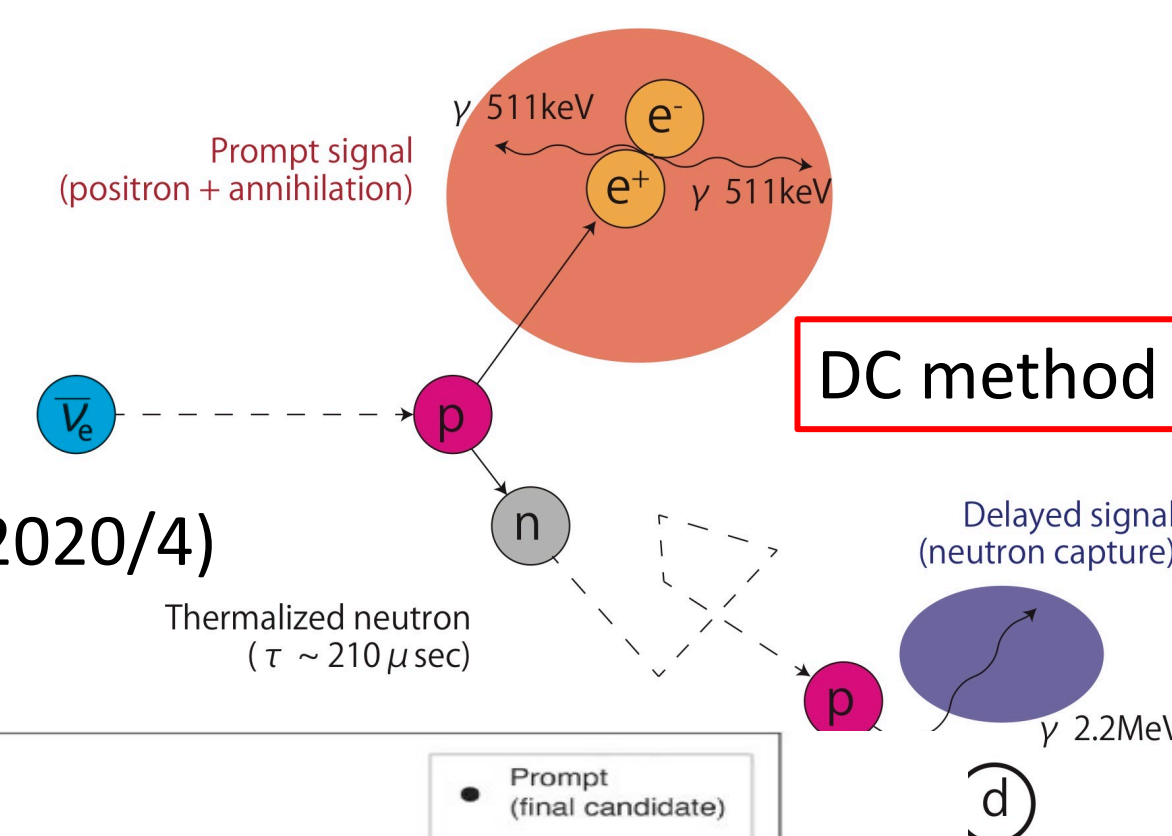 γ 511keV
e⁻
Prompt signal
(positron + annihilation)
e⁺
γ 511keV
DC method
ν̅ₑ
p
n
2020/4)
Delayed signal
(neutron capture)
Thermalized neutron
( τ ~ 210 μ sec)
p
γ 2.2MeV
Prompt
(final candidate)
d